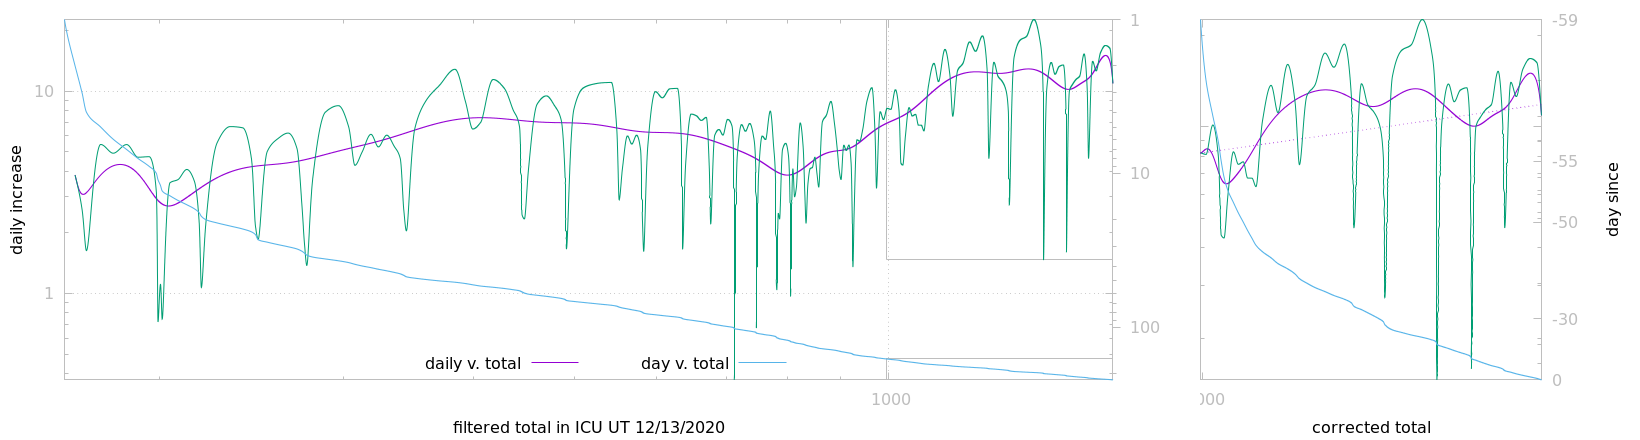 daily increase
10
1
daily v. total
day v. total
1
10
100
1000
filtered total in ICU UT 12/13/2020
-59
-55
-50
-30
0
day since
000
corrected total